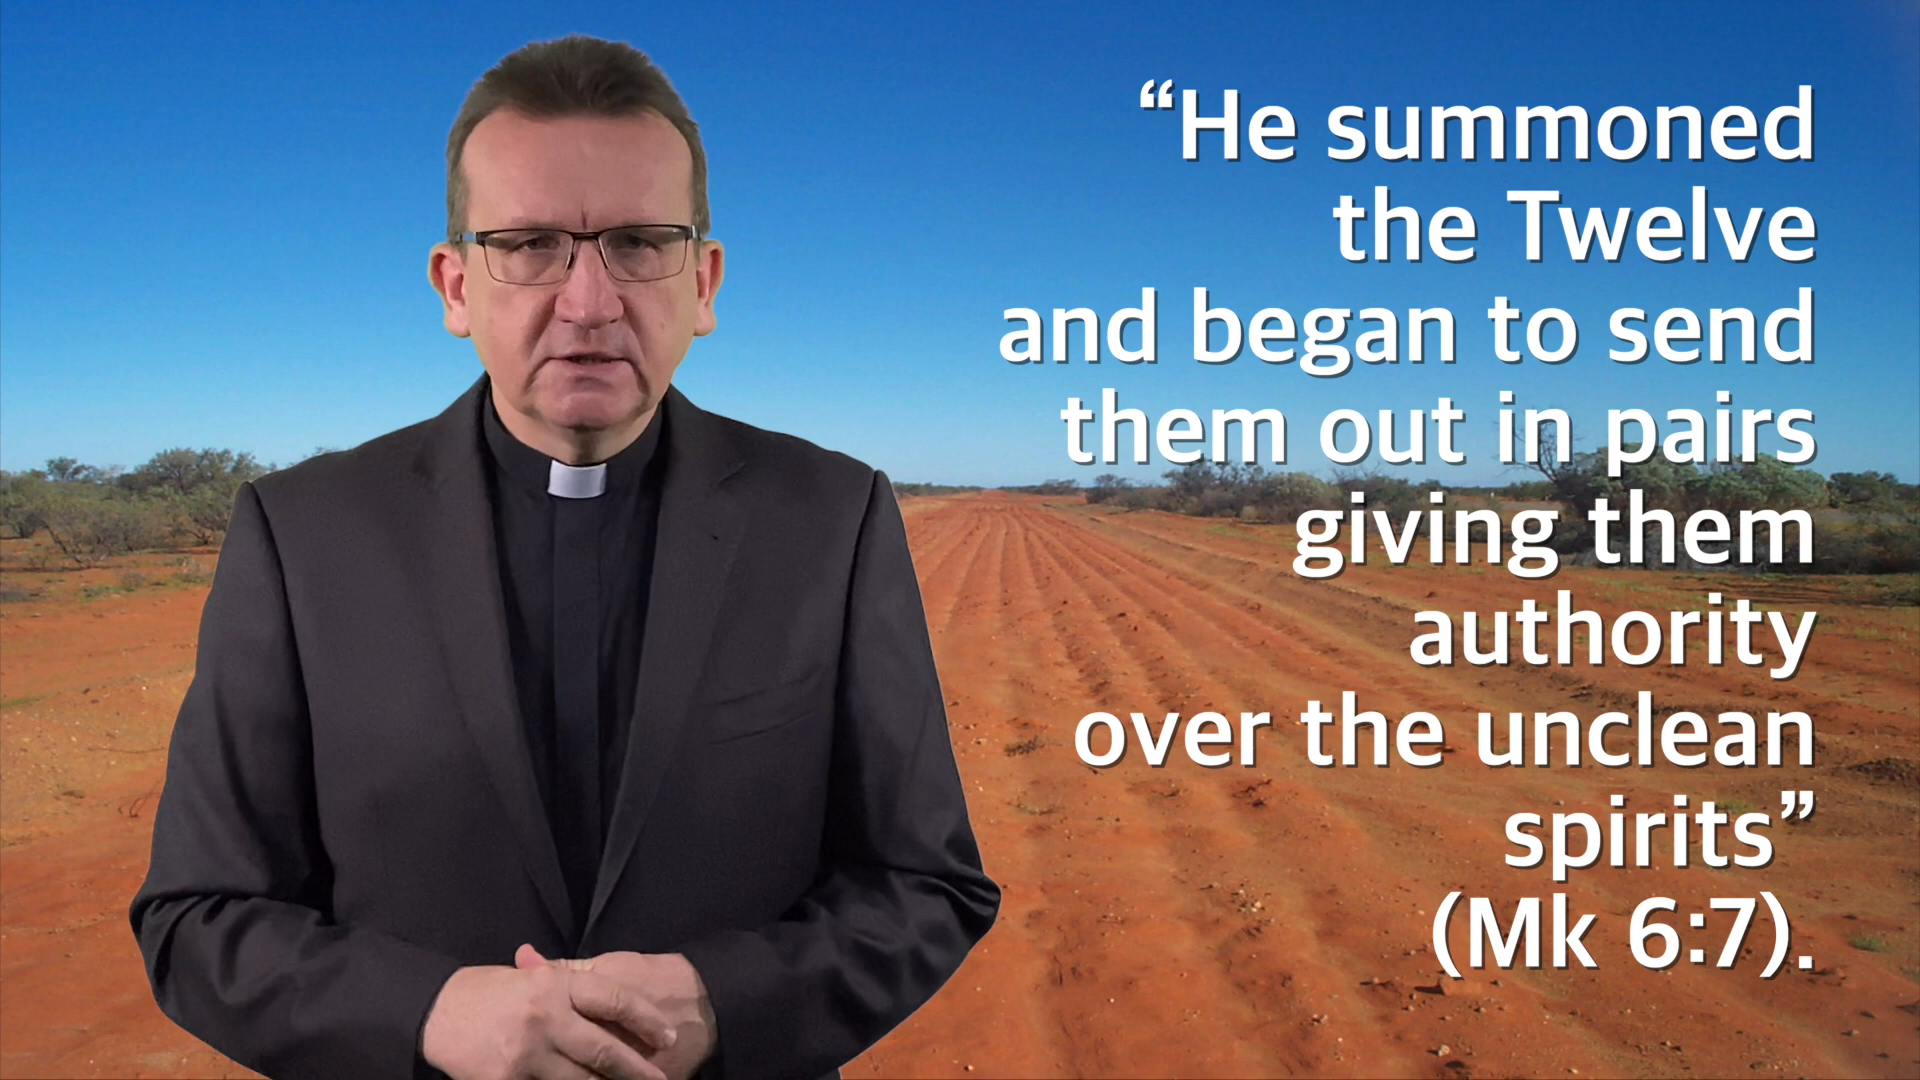 “He summoned
the Twelve
and began to send
them out in pairs
giving them
authority
over the unclean
spirits”
(Mk 6:7).